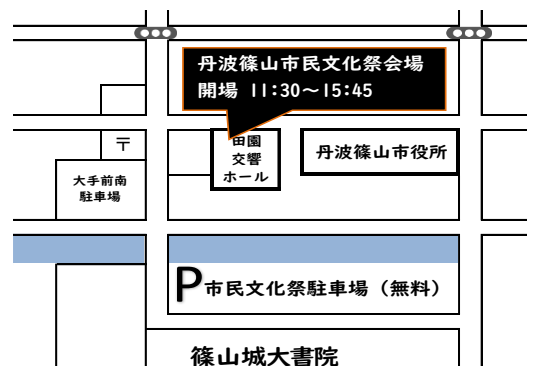 丹波篠山市民文化祭会場
開場 11:30～15:45
〒
田園
交響
ホール
丹波篠山市役所
大手前南
駐車場
P市民文化祭駐車場（無料）
篠山城大書院